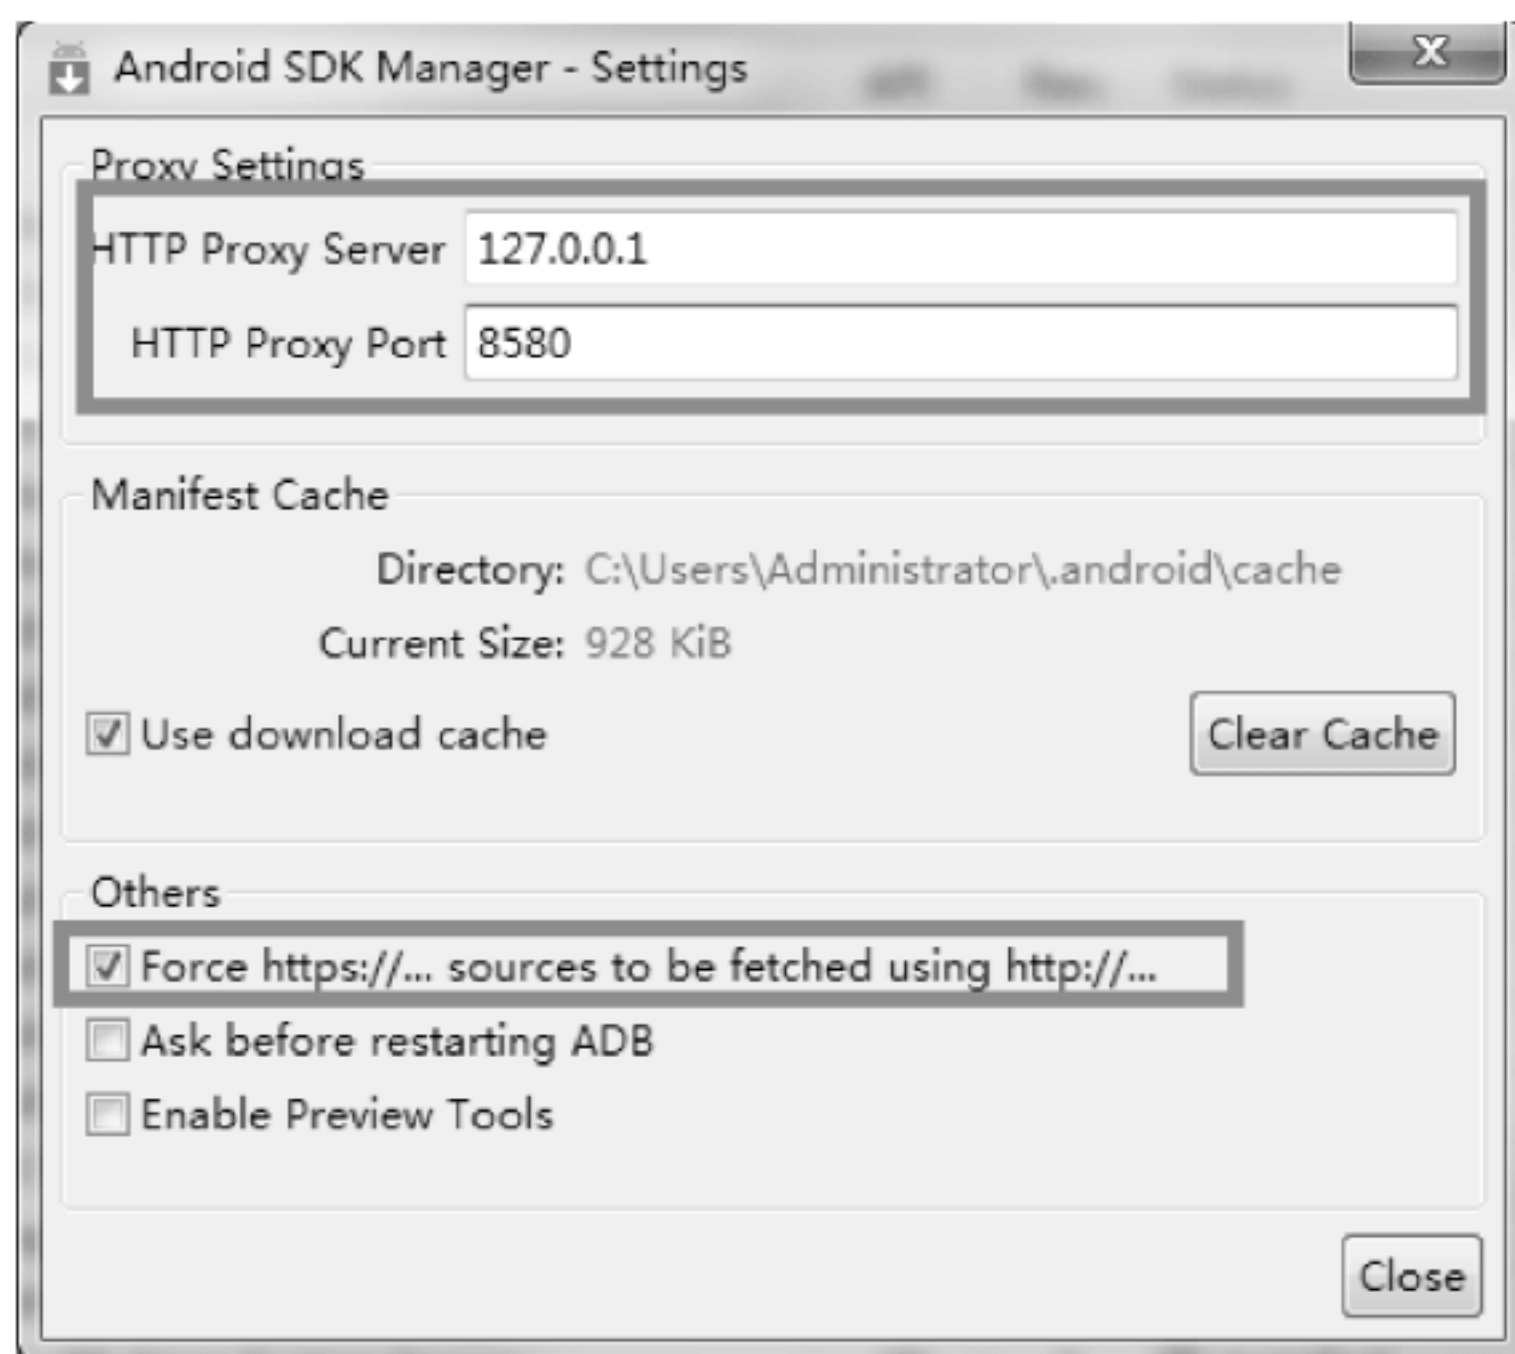 Android SDK Manager - Settings
Proxy Settings
HTTP Proxy Server 127.0.0.1
HTTP Proxy Port 8580
Manifest Cache
Directory: C:\Users\Administrator\.android\cache
Current Size: 928 KiB
Use download cache Clear Cache
Others
Force https://... sources to be fetched using http://...
Ask before restarting ADB
Enable Preview Tools
Close